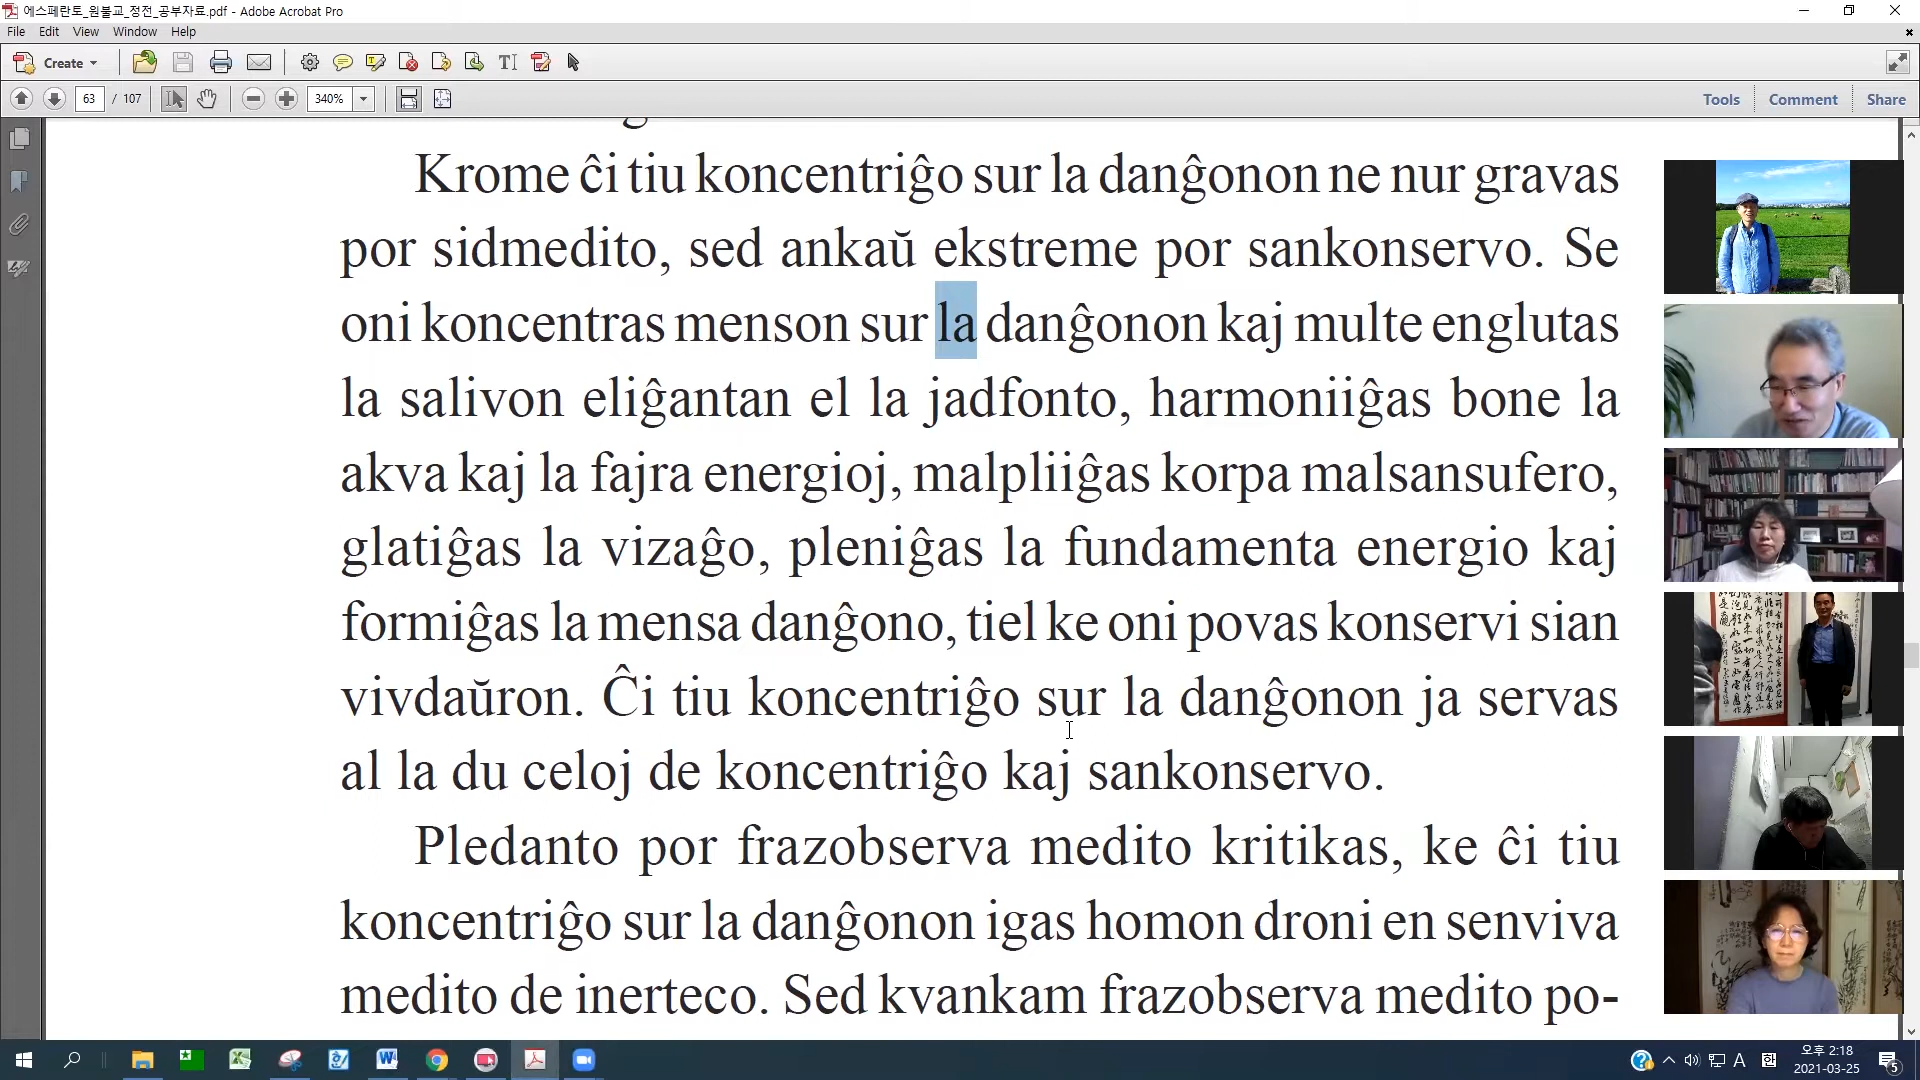 에스페란토_원불교_정전_공부자료.pdf - Adobe Acrobat Pro
File Edit View Window Help
Create
63 / 107 340% Tools Comment Share
Krome ĉi tiu koncentriĝo sur la danĝonon ne nur gravas
por sidmedito, sed ankaŭ ekstreme por sankonservo. Se
oni koncentras menson sur la danĝonon kaj multe englutas
la salivon eliĝantan el la jadfonto, harmoniiĝas bone la
akva kaj la fajra energioj, malpliiĝas korpa malsansufero,
glatiĝas la vizaĝo, pleniĝas la fundamenta energio kaj
formiĝas la mensa danĝono, tiel ke oni povas konservi sian
vivdaŭron. Ĉi tiu koncentriĝo sur la danĝonon ja servas
al la du celoj de koncentriĝo kaj sankonservo.
Pledanto por frazobserva medito kritikas, ke ĉi tiu
koncentriĝo sur la danĝonon igas homon droni en senviva
medito de inerteco. Sed kvankam frazobserva medito po-
A 한 오후 2:18
2021-03-25
5